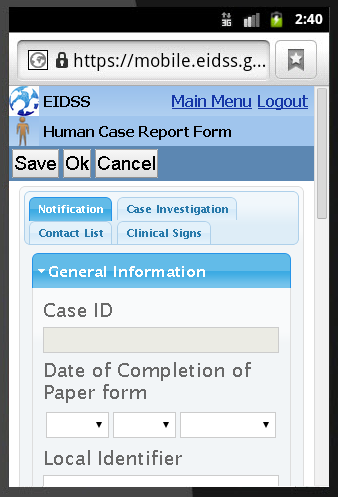 3G 2:40
https://mobile.eidss.g...
EIDSS Main Menu Logout
Human Case Report Form
Save Ok Cancel
Notification Case Investigation
Contact List Clinical Signs
General Information
Case ID
Date of Completion of
Paper form
Local Identifier